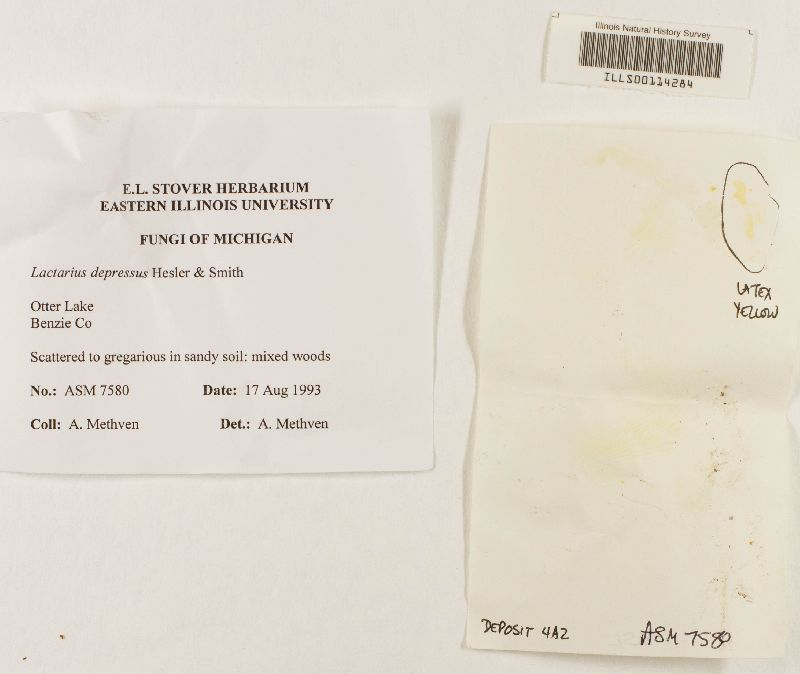 Illinois Natural History Survey
ILLS00114284
E.L. STOVER HERBARIUM
EASTERN ILLINOIS UNIVERSITY
FUNGI OF MICHIGAN
Lactarius depressus Hesler & Smith
Otter Lake
Benzie Co
Scattered to gregarious in sandy soil: mixed woods
No.: ASM 7580 Date: 17 Aug 1993
Coll: A. Methven Det.: A. Methven
LATEX
YELLOW
DEPOSIT 4A2 ASM 7580